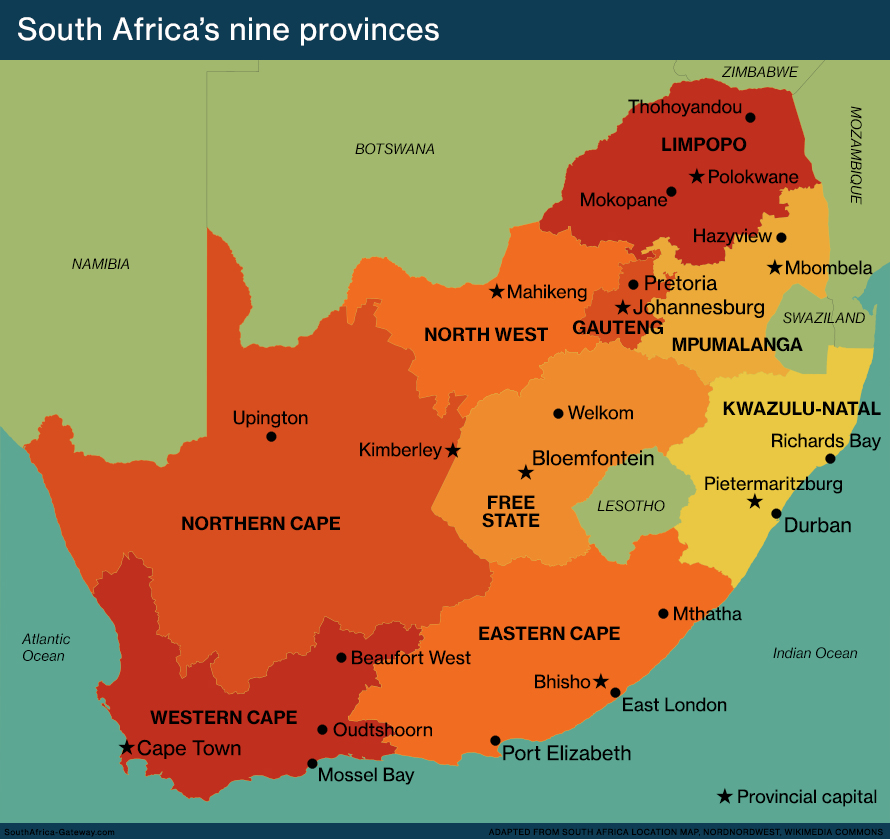 South Africa's nine provinces
ZIMBABWE
MOZAMBIQUE
Thohoyandou
LIMPOPO
BOTSWANA
Polokwane
Mokopane
Hazyview
NAMIBIA
Mbombela
Pretoria
Mahikeng
Johannesburg
SWAZILAND
GAUTENG
NORTH WEST
MPUMALANGA
KWAZULU-NATAL
Welkom
Upington
Richards Bay
Kimberley
Bloemfontein
Pietermaritzburg
FREE
STATE
LESOTHO
NORTHERN CAPE
Durban
Mthatha
EASTERN CAPE
Atlantic
Ocean
Indian Ocean
Beaufort West
Bhisho
East London
WESTERN CAPE
Oudtshoorn
Cape Town
Port Elizabeth
Mossel Bay
Provincial capital
SouthAfrica-Gateway.com
ADAPTED FROM SOUTH AFRICA LOCATION MAP, NORDNORDWEST, WIKIMEDIA COMMONS